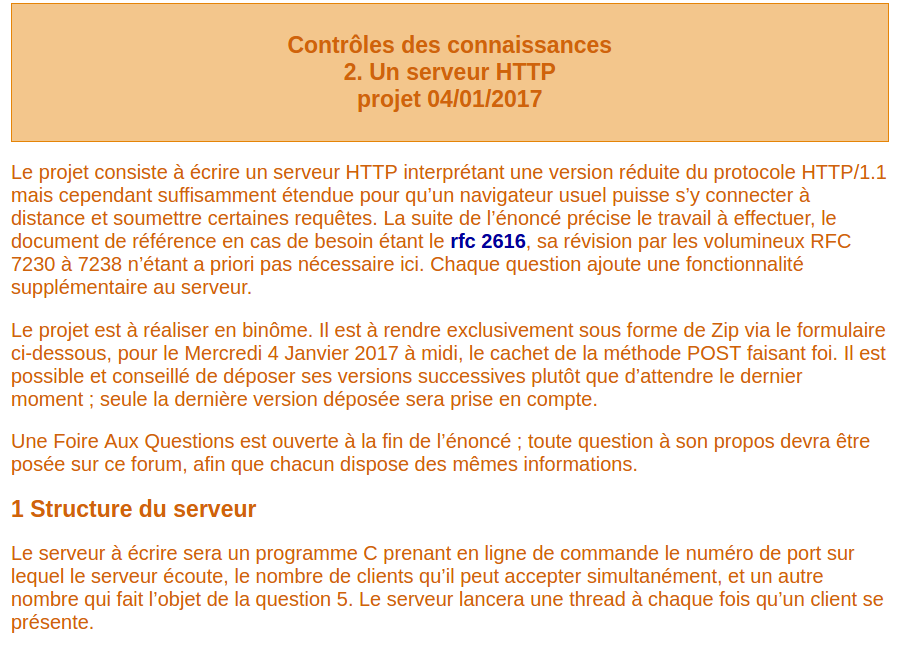 Contrôles des connaissances
2. Un serveur HTTP
projet 04/01/2017
Le projet consiste à écrire un serveur HTTP interprétant une version réduite du protocole HTTP/1.1
mais cependant suffisamment étendue pour qu’un navigateur usuel puisse s’y connecter à
distance et soumettre certaines requêtes. La suite de l’énoncé précise le travail à effectuer, le
document de référence en cas de besoin étant le rfc 2616, sa révision par les volumineux RFC
7230 à 7238 n’étant a priori pas nécessaire ici. Chaque question ajoute une fonctionnalité
supplémentaire au serveur.
Le projet est à réaliser en binôme. Il est à rendre exclusivement sous forme de Zip via le formulaire
ci-dessous, pour le Mercredi 4 Janvier 2017 à midi, le cachet de la méthode POST faisant foi. Il est
possible et conseillé de déposer ses versions successives plutôt que d’attendre le dernier
moment ; seule la dernière version déposée sera prise en compte.
Une Foire Aux Questions est ouverte à la fin de l’énoncé ; toute question à son propos devra être
posée sur ce forum, afin que chacun dispose des mêmes informations.
1 Structure du serveur
Le serveur à écrire sera un programme C prenant en ligne de commande le numéro de port sur
lequel le serveur écoute, le nombre de clients qu’il peut accepter simultanément, et un autre
nombre qui fait l’objet de la question 5. Le serveur lancera une thread à chaque fois qu’un client se
présente.